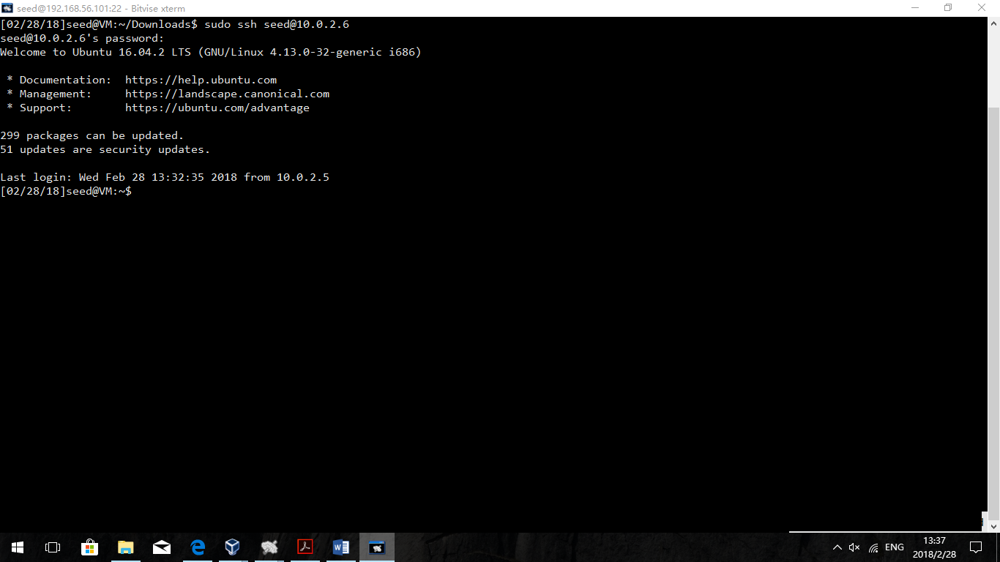 seed@192.168.56.101:22 - Bitvise xterm
[02/28/18]seed@VM:~/Downloads$ sudo ssh seed@10.0.2.6
seed@10.0.2.6's password:
Welcome to Ubuntu 16.04.2 LTS (GNU/Linux 4.13.0-32-generic i686)
* Documentation:  https://help.ubuntu.com
* Management:     https://landscape.canonical.com
* Support:        https://ubuntu.com/advantage
299 packages can be updated.
51 updates are security updates.
Last login: Wed Feb 28 13:32:35 2018 from 10.0.2.5
[02/28/18]seed@VM:~$
ENG
13:37
2018/2/28